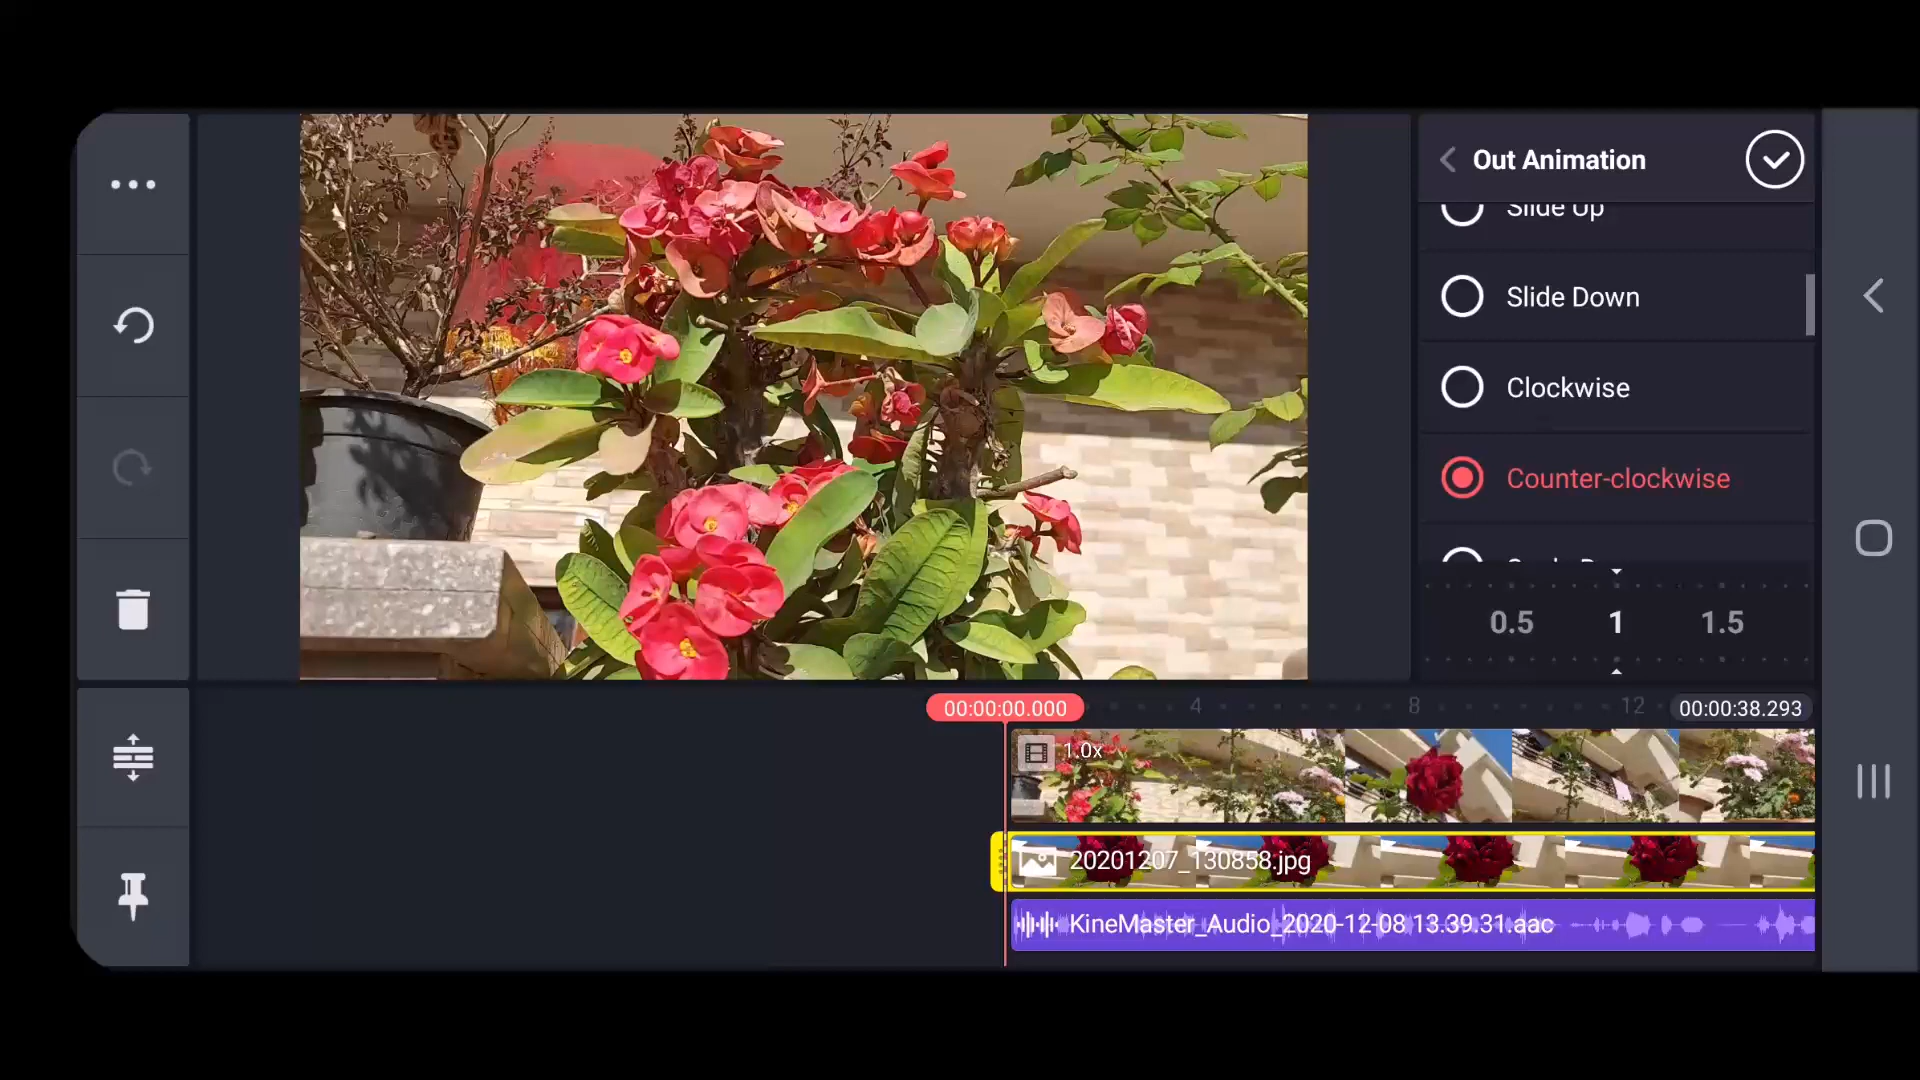 Out Animation
Slide Up
Slide Down
Clockwise
Counter-clockwise
0.5 1 1.5
00:00:00.000 4 8 12 00:00:38.293
1.0x
20201207_130858.jpg
KineMaster_Audio_2020-12-08 13.39.31.aac